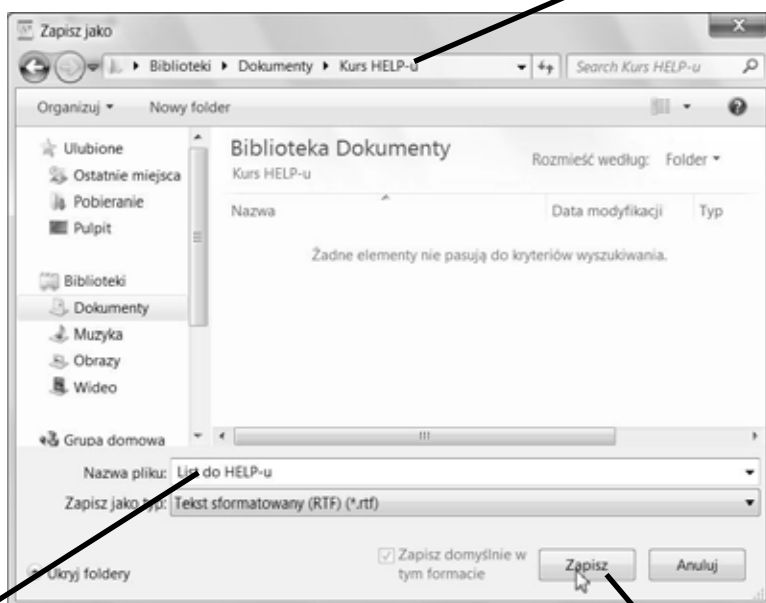 Zapisz jako
Biblioteki ▸ Dokumenty ▸ Kurs HELP-u
Search Kurs HELP-u
Organizuj
Nowy folder
Ulubione
Ostatnie miejsca
Pobieranie
Pulpit
Biblioteki
Dokumenty
Muzyka
Obrazy
Wideo
Grupa domowa
Biblioteka Dokumenty
Kurs HELP-u
Rozmieść według: Folder
Nazwa Data modyfikacji Typ
Żadne elementy nie pasują do kryteriów wyszukiwania.
Nazwa pliku: List do HELP-u
Zapisz jako typ: Tekst sformatowany (RTF) (*.rtf)
Ukryj foldery
Zapisz domyślnie w
tym formacie
Zapisz
Anuluj